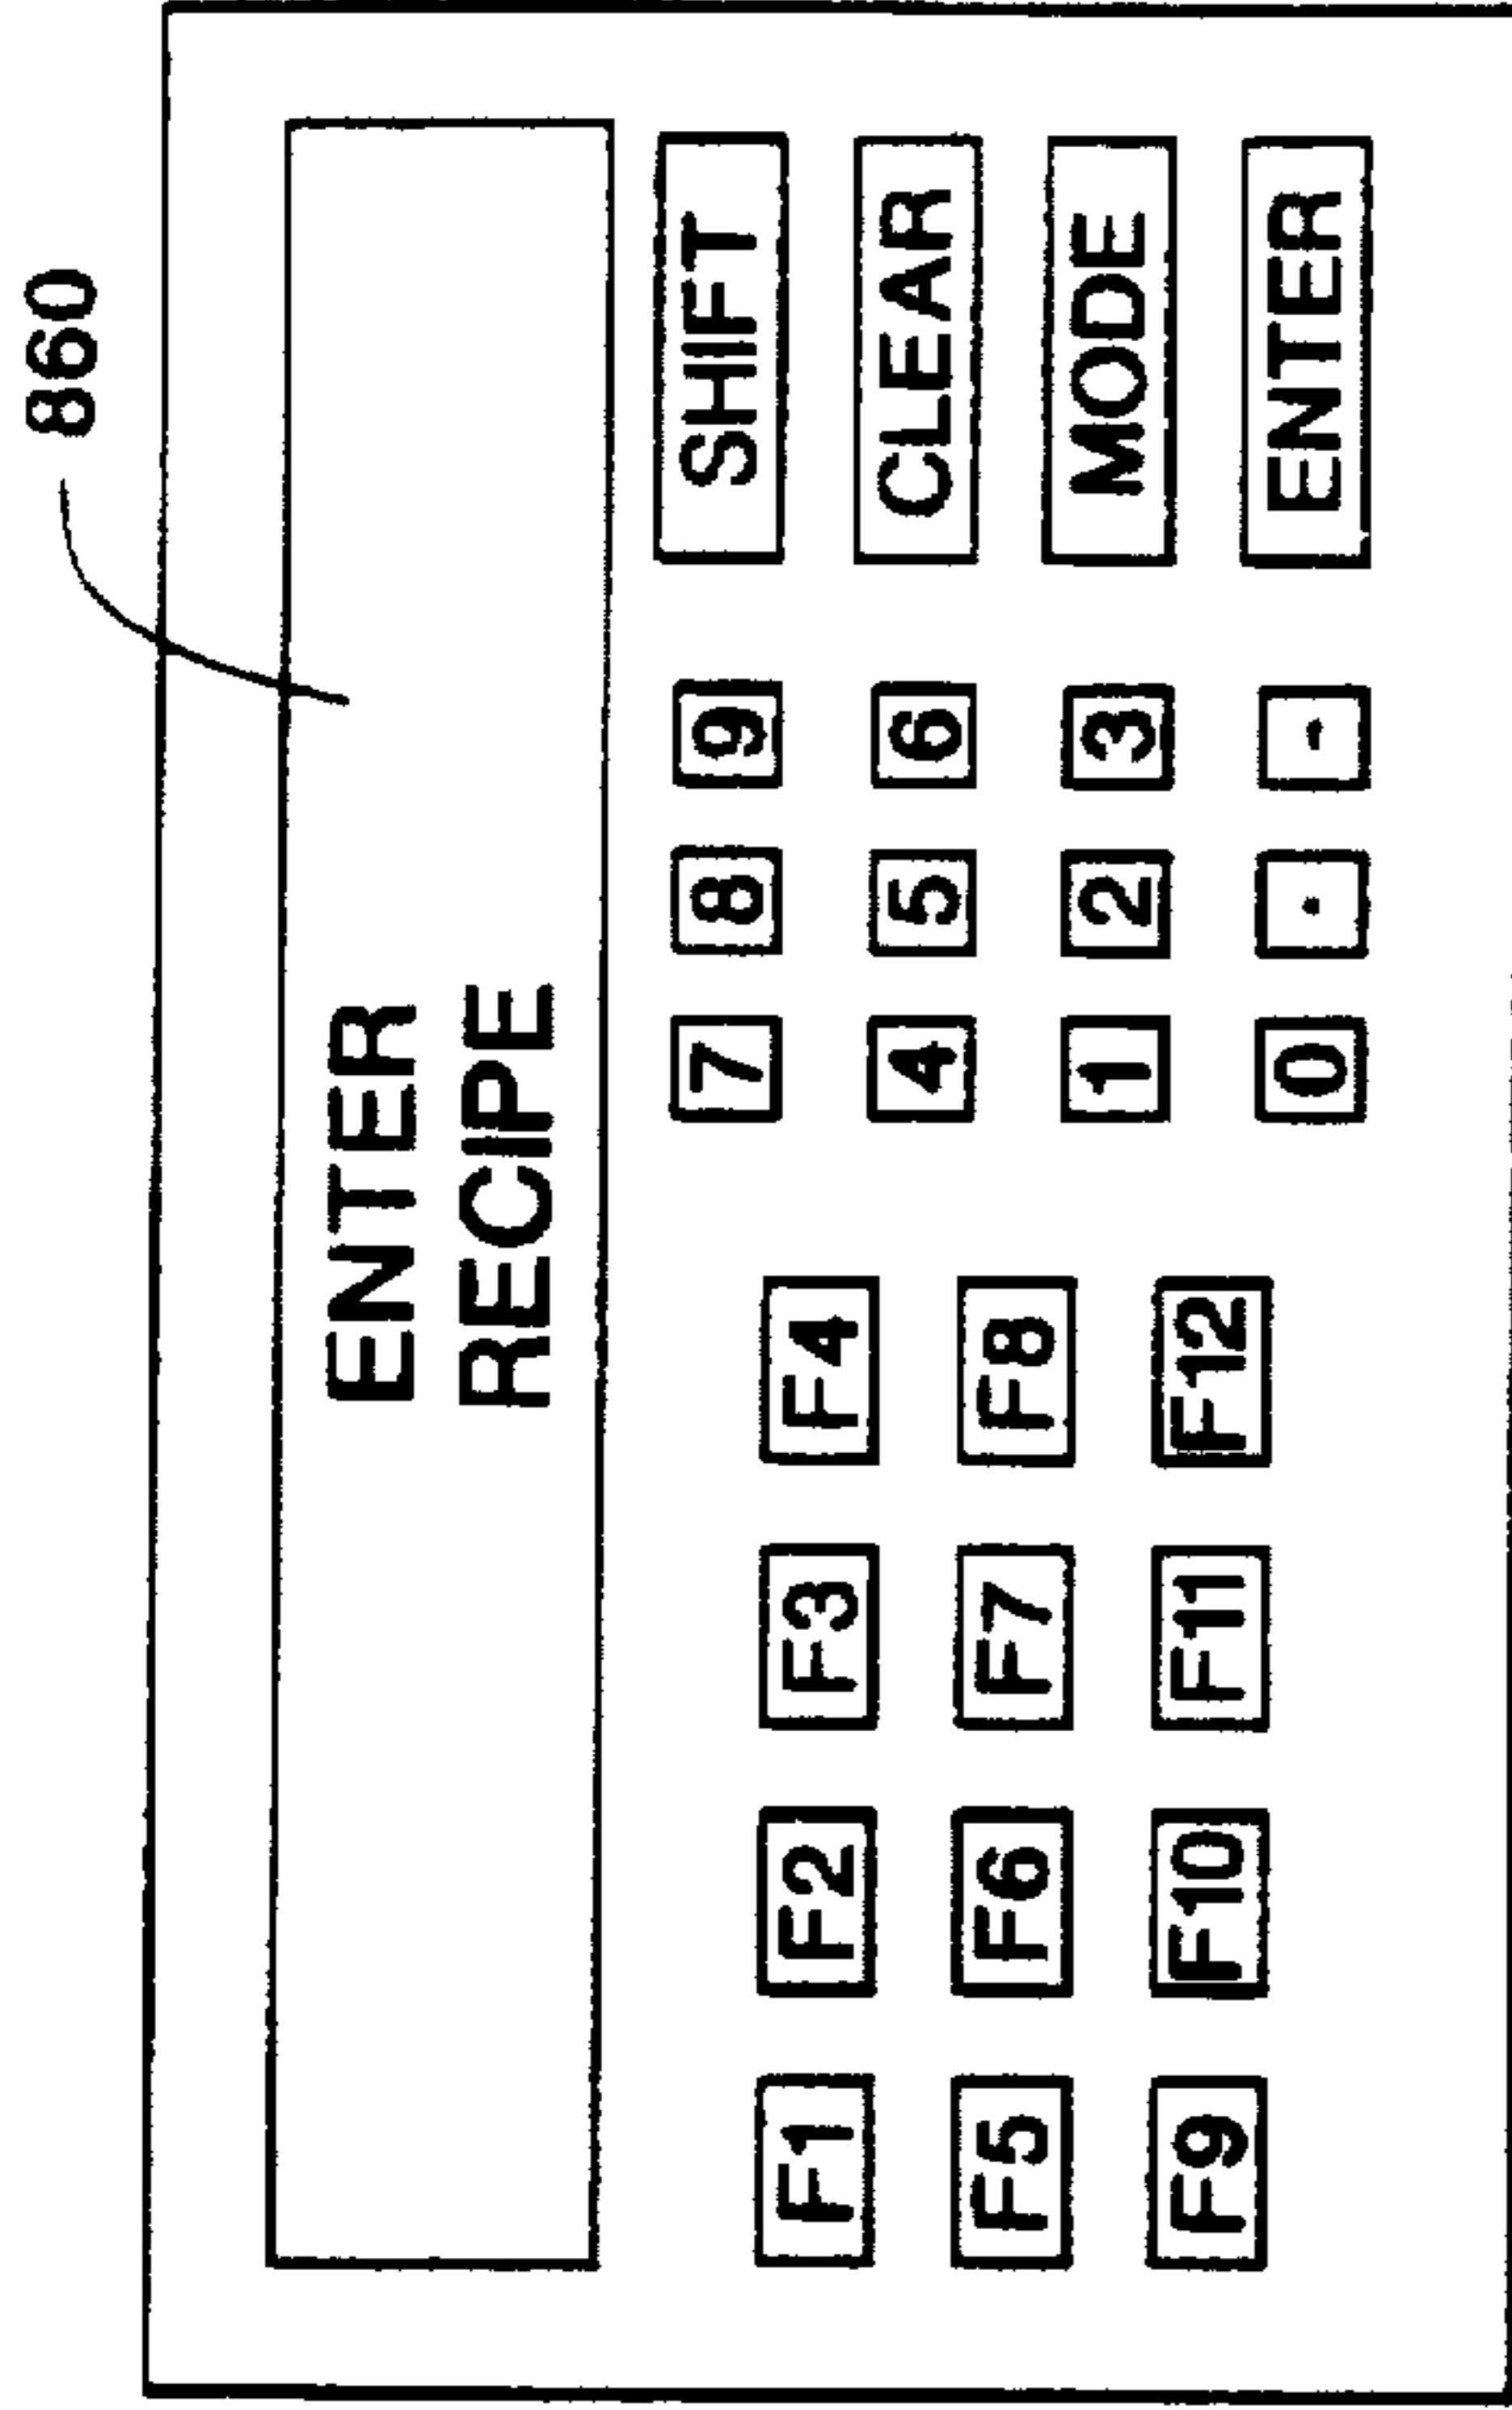 860
ENTER
RECIPE
7 8 9 SHIFT
F1 F2 F3 F4
4 5 6 CLEAR
F5 F6 F7 F8
1 2 3 MODE
F9 F10 F11 F12
0 . - ENTER